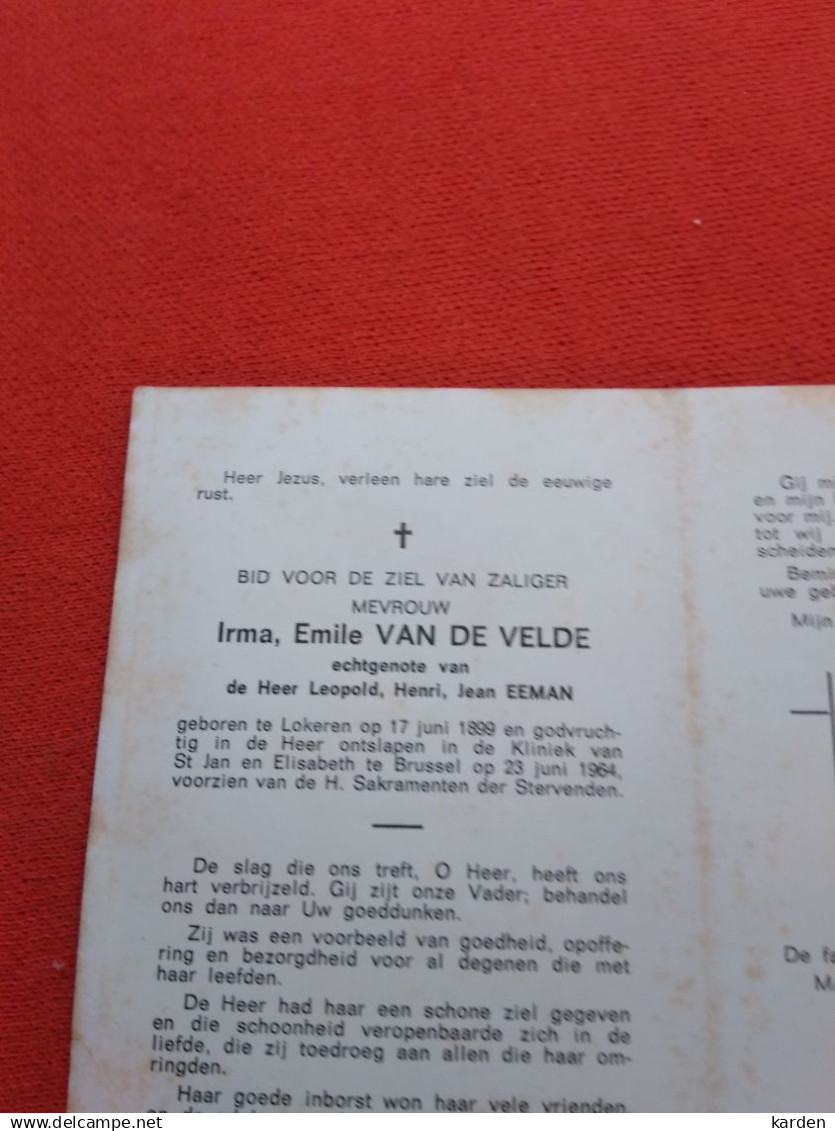 Heer Jezus, verleen hare ziel de eeuwige
rust.
BID VOOR DE ZIEL VAN ZALIGER
MEVROUW
Irma, Emile VAN DE VELDE
echtgenote van
de Heer Leopold, Henri, Jean EEMAN
geboren te Lokeren op 17 juni 1899 en godvruch-
tig in de Heer ontslapen in de Kliniek van
St Jan en Elisabeth te Brussel op 23 juni 1964,
voorzien van de H. Sakramenten der Stervenden.
De slag die ons treft, O Heer, heeft ons
hart verbrijzeld. Gij zijt onze Vader; behandel
ons dan naar Uw goeddunken.
Zij was een voorbeeld van goedheid, opoffe-
ring en bezorgdheid voor al degenen die met
haar leefden.
De Heer had haar een schone ziel gegeven
en die schoonheid veropenbaarde zich in de
liefde, die zij toedroeg aan allen die haar om-
ringden.
Haar goede inborst won haar vele vrienden,
Gij
en mijn
voor mij
tot wij
scheiden
uwe
Mijn
De
delcampe.net
karden